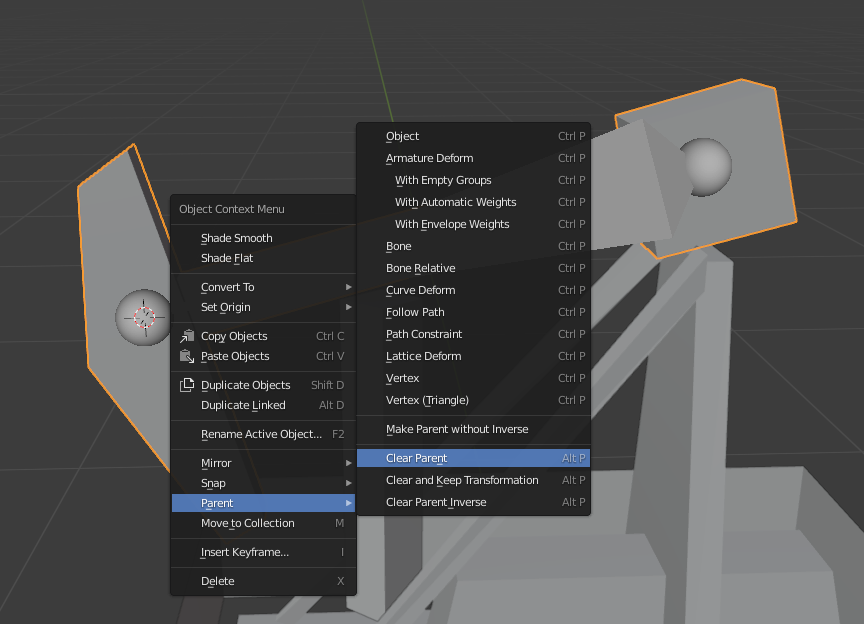 Object Context Menu
Shade Smooth
Shade Flat
Convert To
Set Origin
Copy Objects Ctrl C
Paste Objects Ctrl V
Duplicate Objects Shift D
Duplicate Linked Alt D
Rename Active Object... F2
Mirror
Snap
Parent
Move to Collection M
Insert Keyframe... I
Delete X
Object Ctrl P
Armature Deform Ctrl P
With Empty Groups Ctrl P
With Automatic Weights Ctrl P
With Envelope Weights Ctrl P
Bone Ctrl P
Bone Relative Ctrl P
Curve Deform Ctrl P
Follow Path Ctrl P
Path Constraint Ctrl P
Lattice Deform Ctrl P
Vertex Ctrl P
Vertex (Triangle) Ctrl P
Make Parent without Inverse
Clear Parent Alt P
Clear and Keep Transformation Alt P
Clear Parent Inverse Alt P